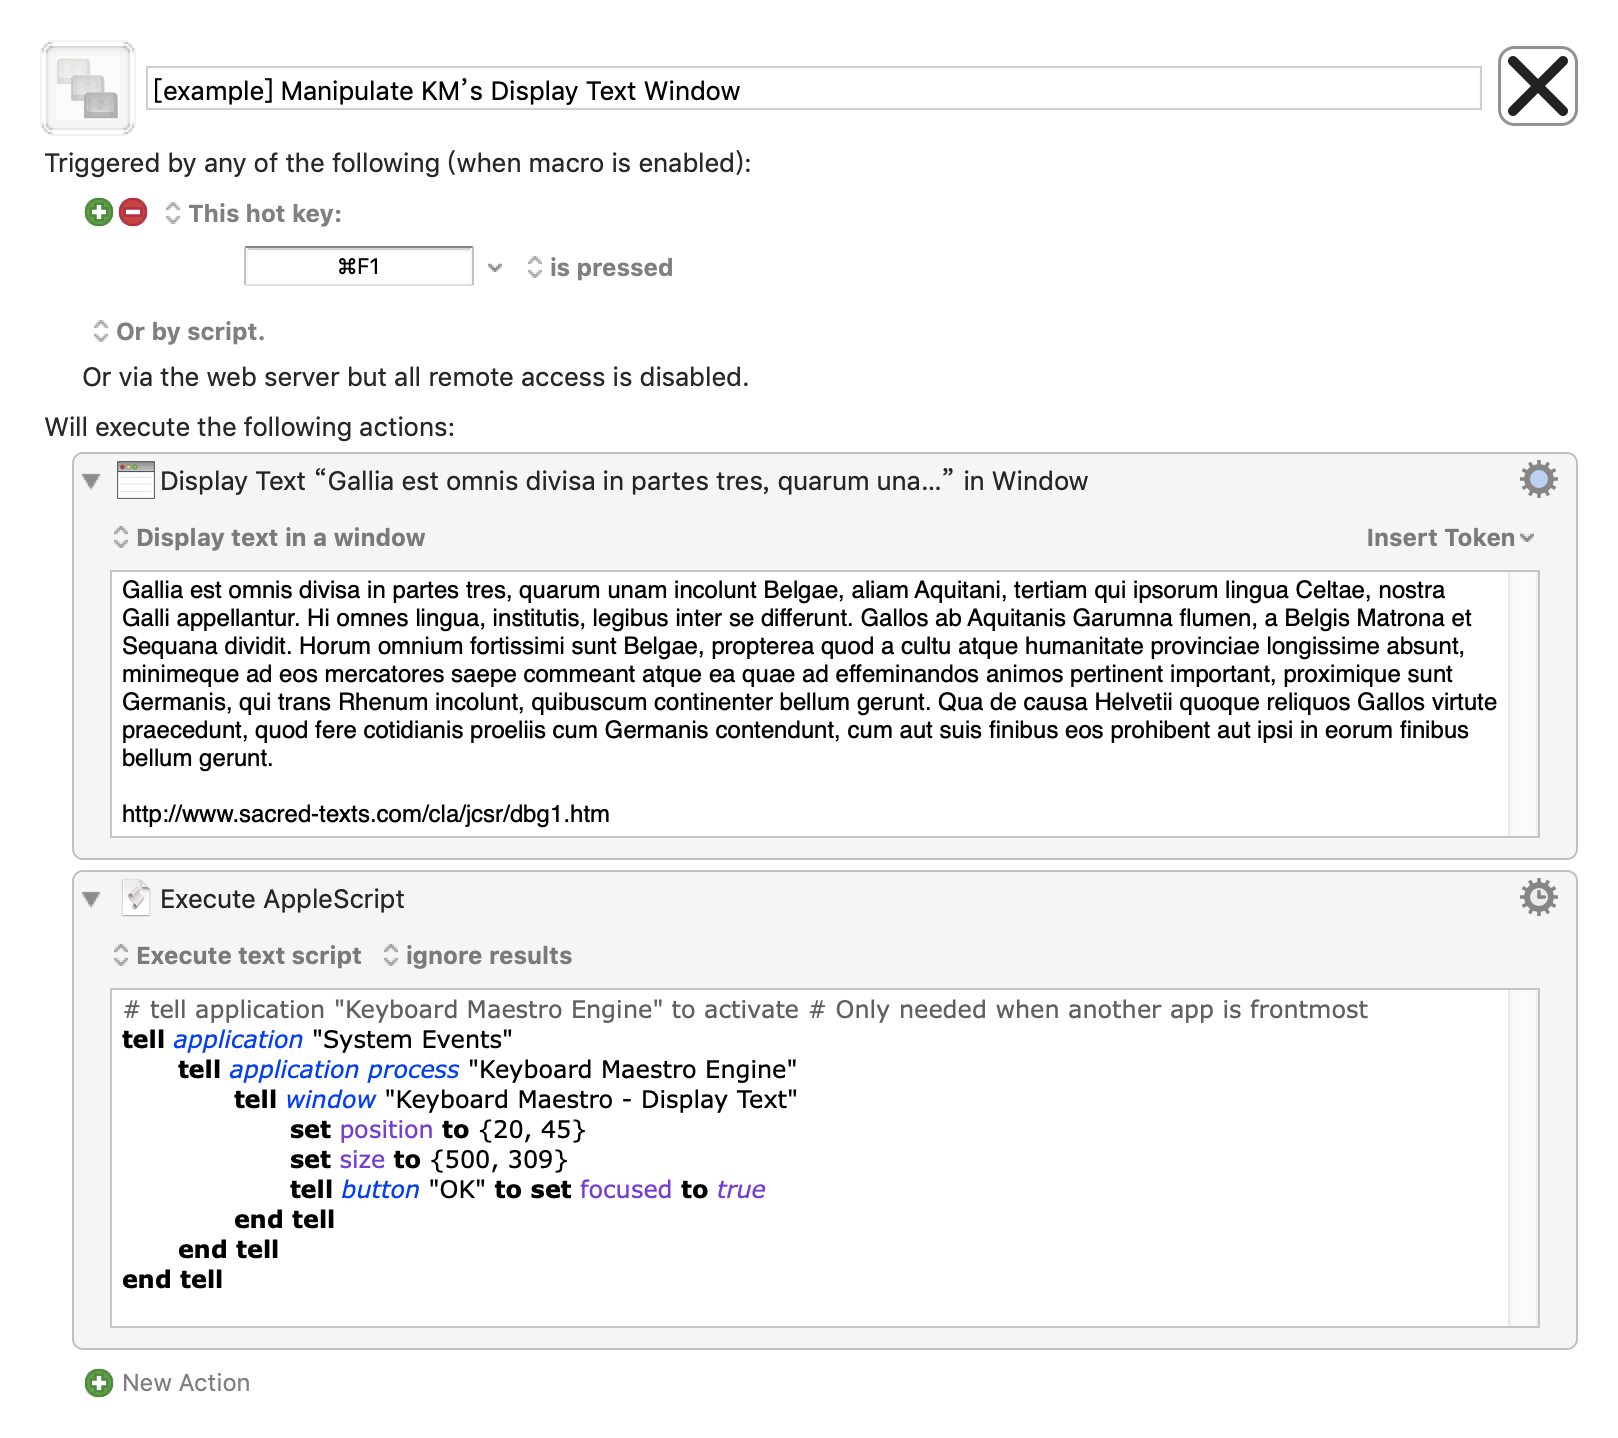 [example] Manipulate KM’s Display Text Window
Triggered by any of the following (when macro is enabled):
This hot key:
⌘F1 is pressed
Or by script.
Or via the web server but all remote access is disabled.
Will execute the following actions:
Display Text “Gallia est omnis divisa in partes tres, quarum una…” in Window
Display text in a window Insert Token
Gallia est omnis divisa in partes tres, quarum unam incolunt Belgae, aliam Aquitani, tertiam qui ipsorum lingua Celtae, nostra
Galli appellantur. Hi omnes lingua, institutis, legibus inter se differunt. Gallos ab Aquitanis Garumna flumen, a Belgis Matrona et
Sequana dividit. Horum omnium fortissimi sunt Belgae, propterea quod a cultu atque humanitate provinciae longissime absunt,
minimeque ad eos mercatores saepe commeant atque ea quae ad effeminandos animos pertinent important, proximique sunt
Germanis, qui trans Rhenum incolunt, quibuscum continenter bellum gerunt. Qua de causa Helvetii quoque reliquos Gallos virtute
praecedunt, quod fere cotidianis proeliis cum Germanis contendunt, cum aut suis finibus eos prohibent aut ipsi in eorum finibus
bellum gerunt.
http://www.sacred-texts.com/cla/jcsr/dbg1.htm
Execute AppleScript
Execute text script ignore results
# tell application "Keyboard Maestro Engine" to activate # Only needed when another app is frontmost
tell application "System Events"
tell application process "Keyboard Maestro Engine"
tell window "Keyboard Maestro - Display Text"
set position to {20, 45}
set size to {500, 309}
tell button "OK" to set focused to true
end tell
end tell
end tell
New Action